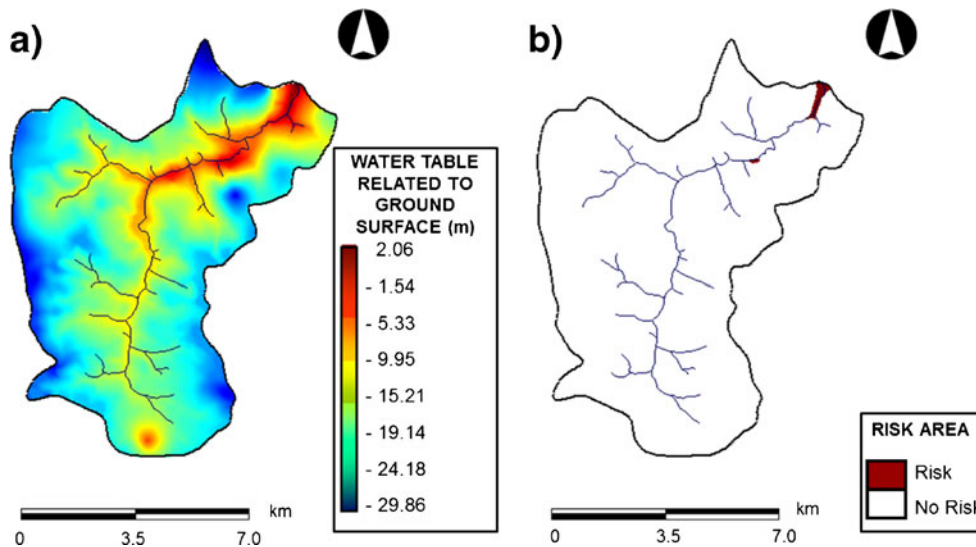 a)
WATER TABLE
RELATED TO
GROUND
SURFACE (m)
2.06
- 1.54
- 5.33
- 9.95
- 15.21
- 19.14
- 24.18
- 29.86
km
0 3.5 7.0
b)
RISK AREA
Risk
No Risk
km
0 3.5 7.0